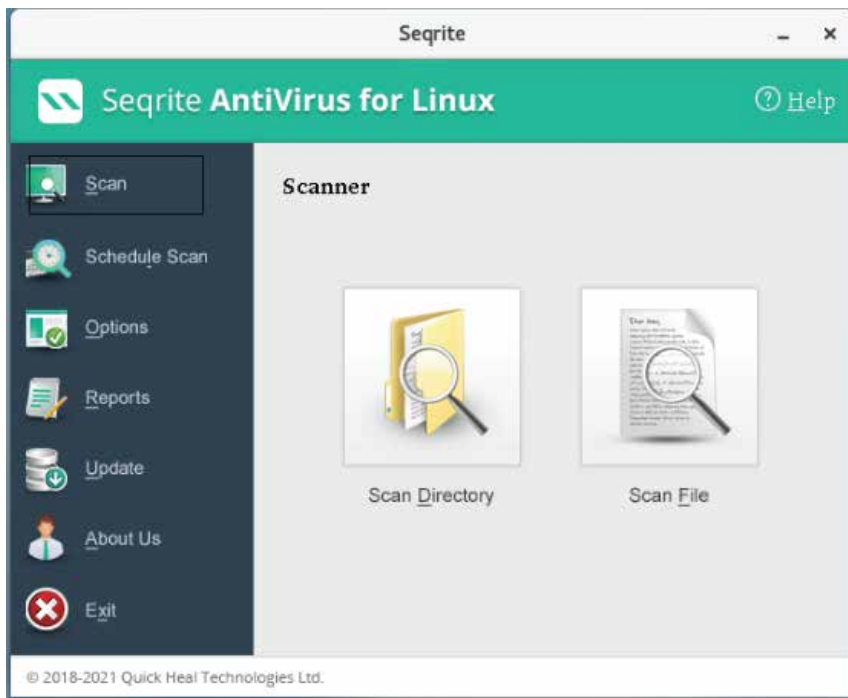 Seqrite
Seqrite AntiVirus for Linux
Help
Scan
Schedule Scan
Options
Reports
Update
About Us
Exit
Scanner
Scan Directory
Scan File
© 2018-2021 Quick Heal Technologies Ltd.